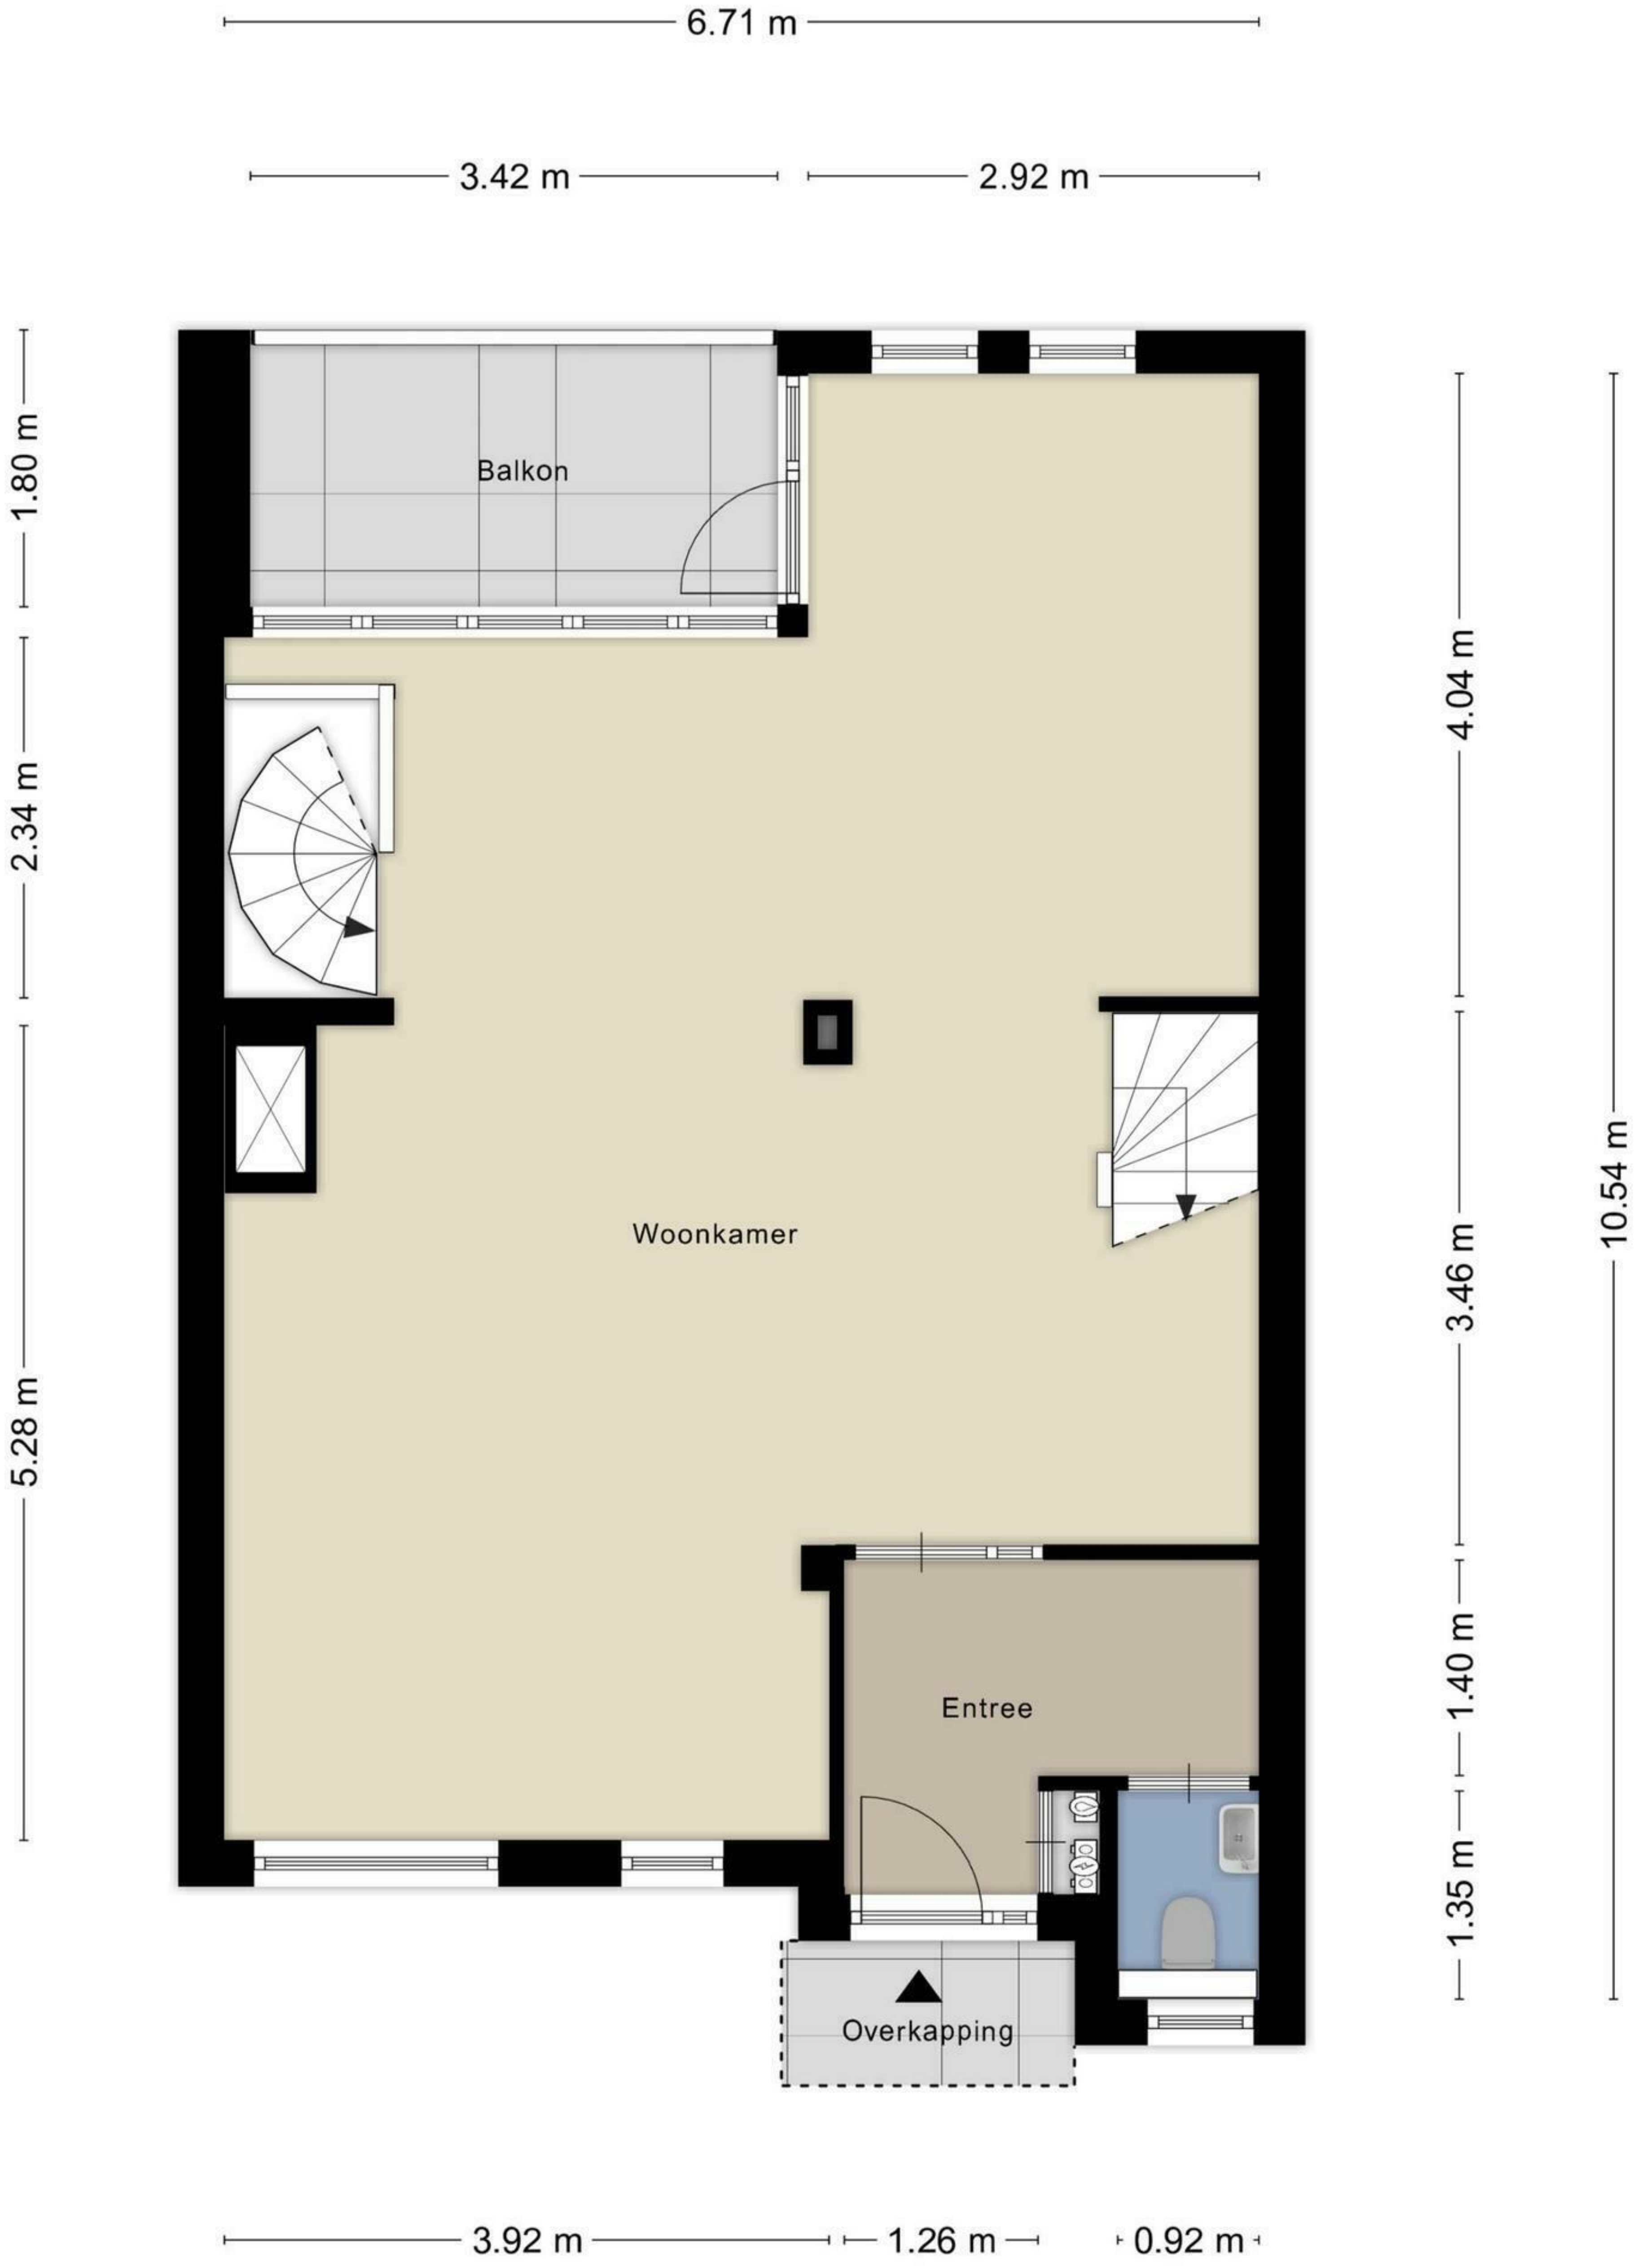 6.71 m
3.42 m
2.92 m
1.80 m
Balkon
4.04 m
2.34 m
10.54 m
Woonkamer
3.46 m
5.28 m
1.40 m
Entree
1.35 m
Overkapping
3.92 m
1.26 m
0.92 m